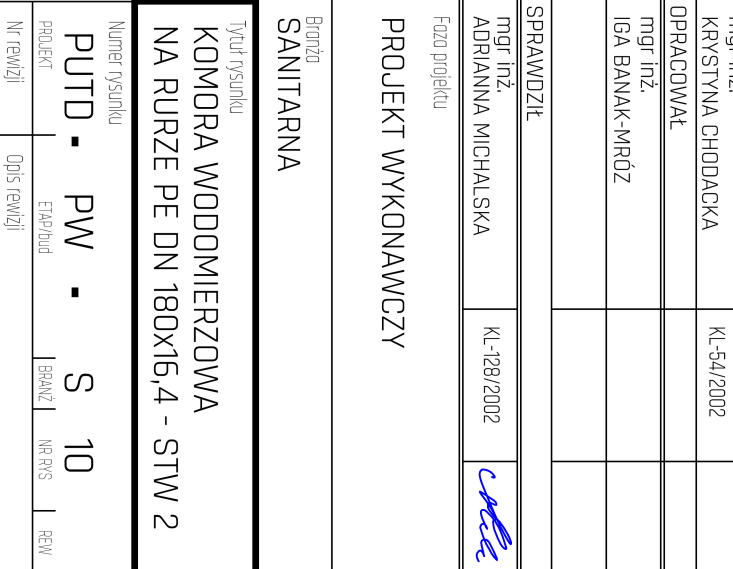 mgr inż.
KRYSTYNA CHODACKA
KL-54/2002
OPRACOWAŁ
mgr inż.
IGA BANAK-MRÓZ
SPRAWDZIŁ
mgr inż.
ADRIANNA MICHALSKA
KL-128/2002
Faza projektu
PROJEKT WYKONAWCZY
Branża
SANITARNA
Tytuł rysunku
KOMORA WODOMIERZOWA
NA RURZE PE DN 180x16,4 - STW 2
Numer rysunku
PUTD - PW - S 10
PROJEKT ETAP/bud BRANŻ NR RYS REW
Nr rewizji Opis rewizji